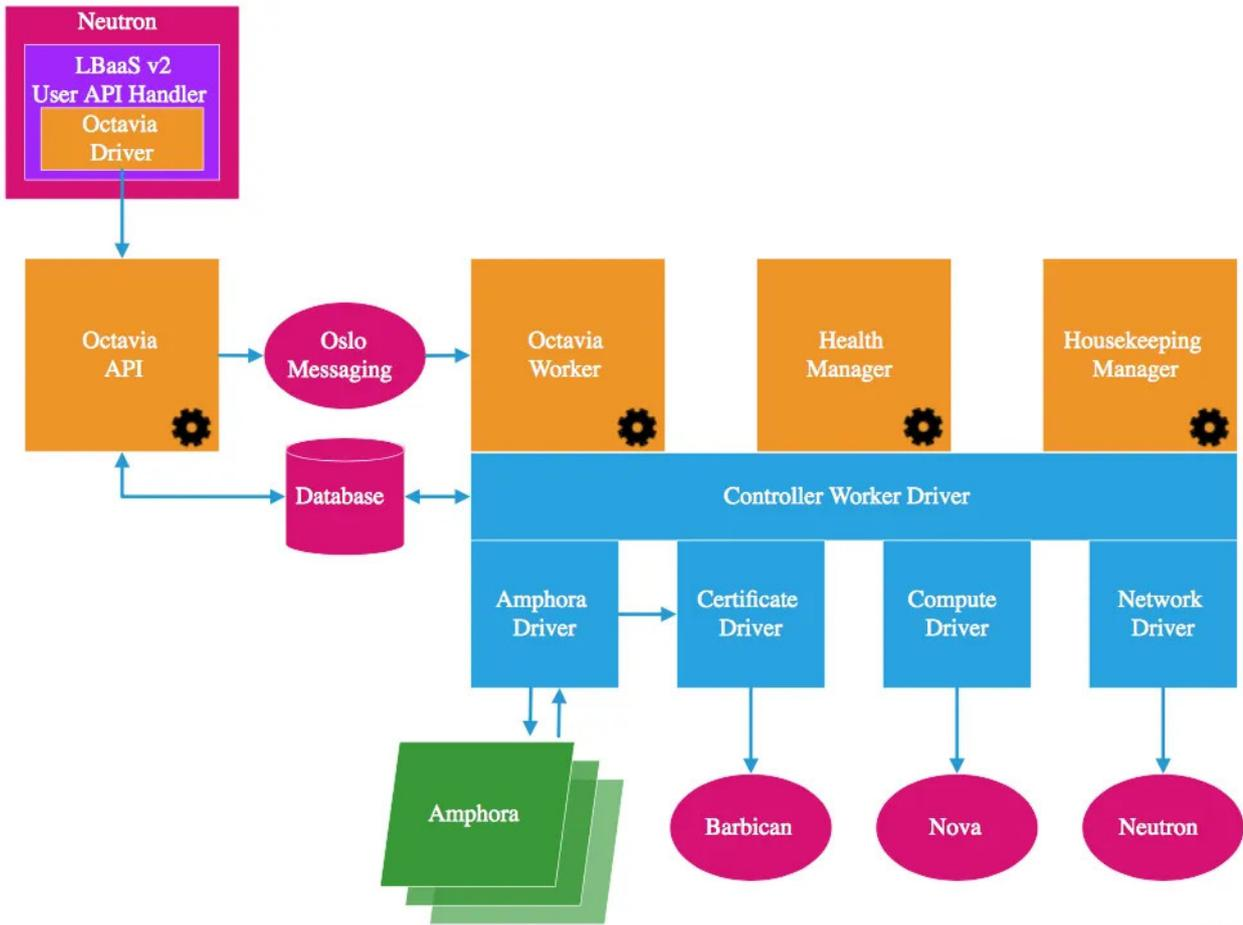 Neutron
LBaaS v2
User API Handler
Octavia
Driver
Octavia
API
Oslo
Messaging
Octavia
Worker
Health
Manager
Housekeeping
Manager
Database
Controller Worker Driver
Amphora
Driver
Certificate
Driver
Compute
Driver
Network
Driver
Amphora
Barbican
Nova
Neutron